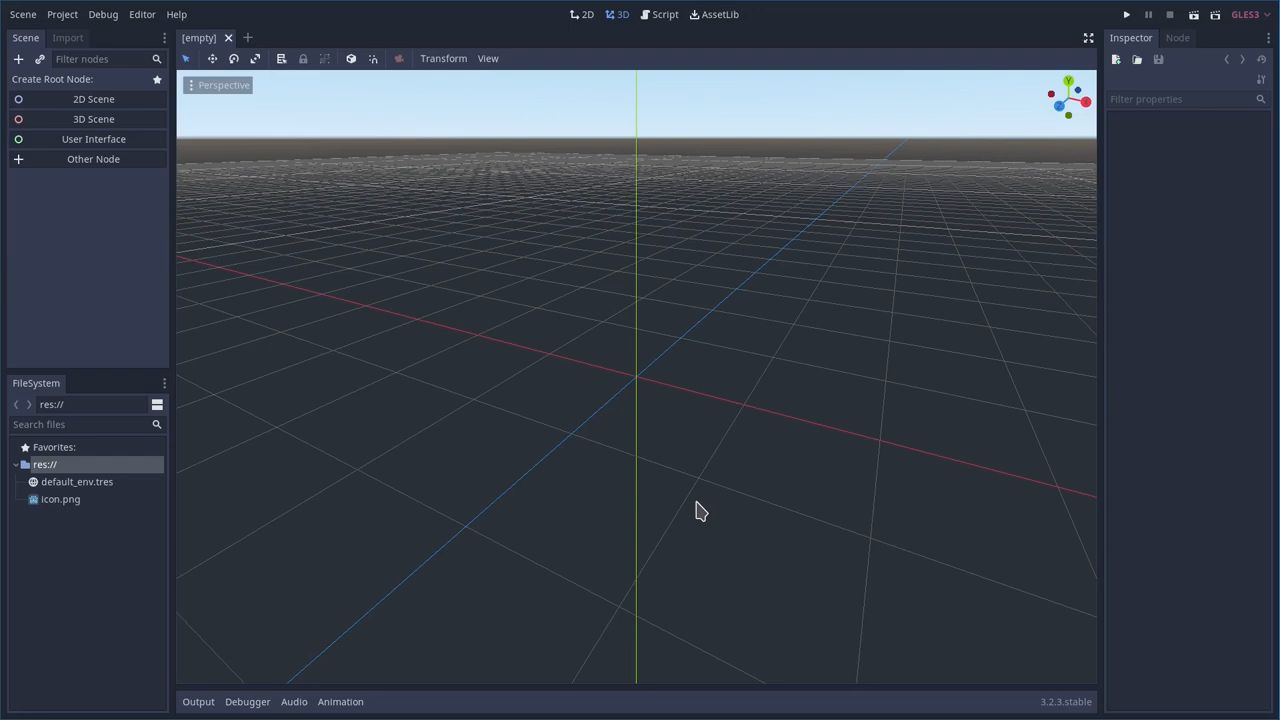 Scene Project Debug Editor Help
2D 3D Script AssetLib
GLES3
Scene Import
[empty]
Inspector Node
Filter nodes
Transform View
Create Root Node:
Perspective
Y
X
Z
Filter properties
2D Scene
3D Scene
User Interface
Other Node
FileSystem
res://
Search files
Favorites:
res://
default_env.tres
icon.png
Output Debugger Audio Animation
3.2.3.stable